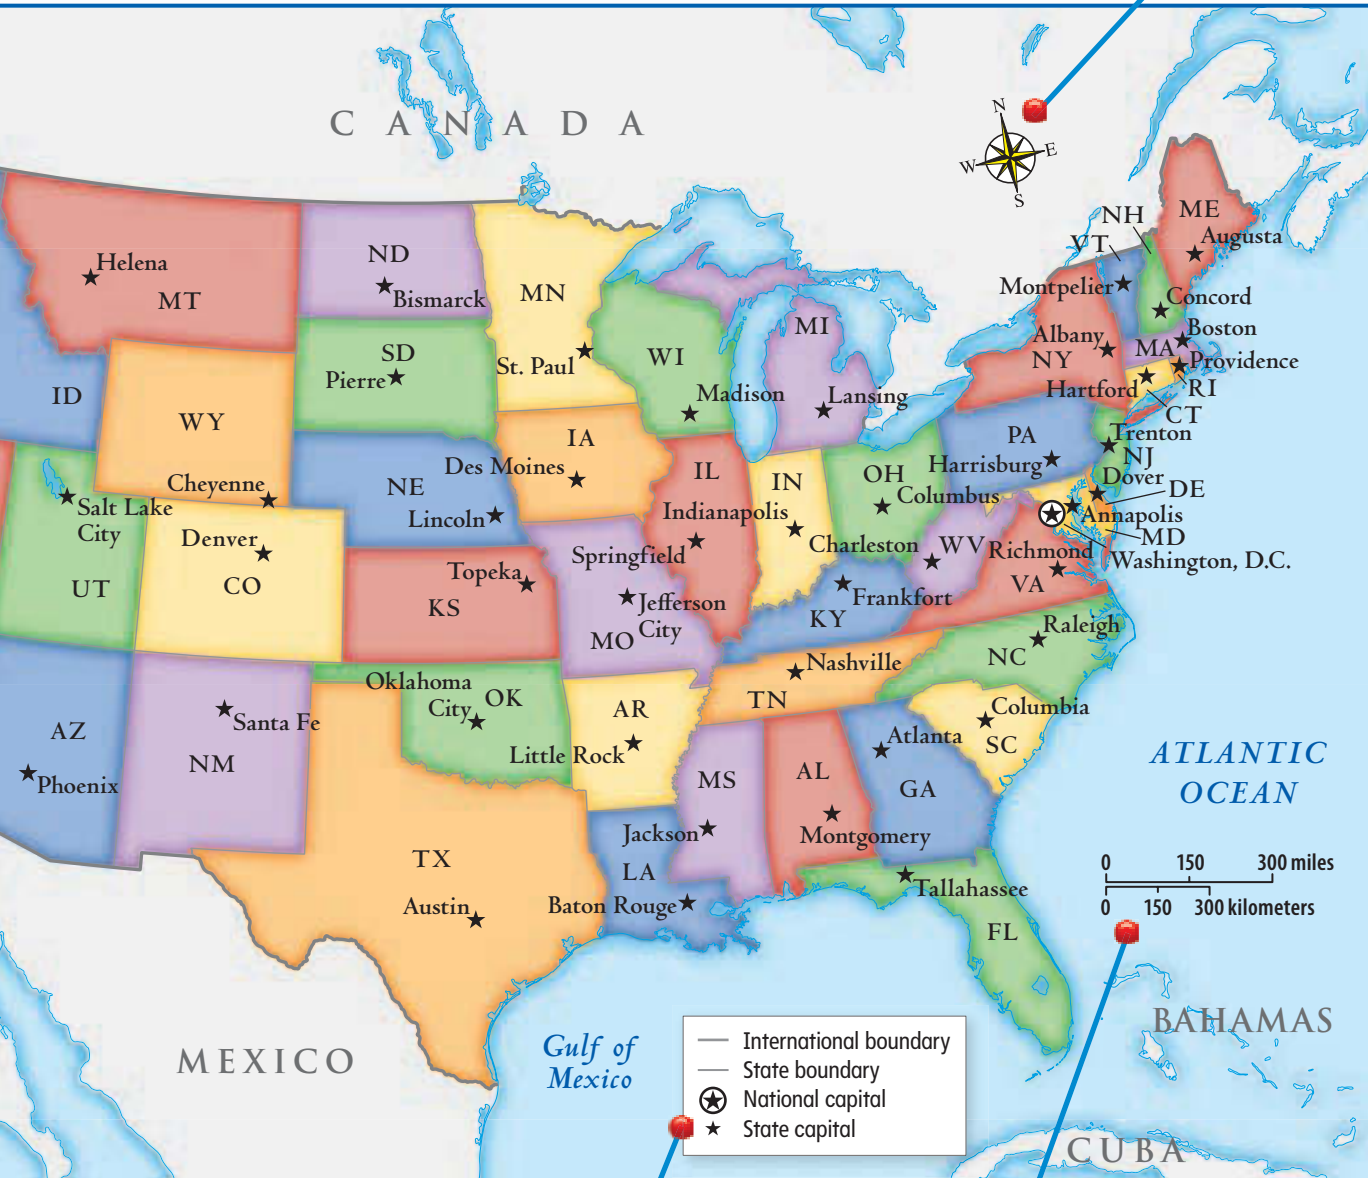 CANADA
N
W
E
S
NH
ME
VT
Augusta
Helena
ND
Montpelier
MT
Bismarck
MN
Concord
MI
Boston
Albany
SD
WI
NY
MA
Providence
St. Paul
Pierre
Hartford
RI
ID
Madison
Lansing
CT
WY
PA
Trenton
IA
NJ
Des Moines
IL
IN
OH
Harrisburg
Dover
Cheyenne
NE
Columbus
DE
Salt Lake
City
Lincoln
Indianapolis
Annapolis
MD
Denver
Springfield
Charleston
WV
Richmond
Washington, D.C.
UT
CO
Topeka
KS
Jefferson
City
MO
KY
Frankfort
VA
Raleigh
NC
Nashville
TN
Oklahoma
City
OK
AR
Columbia
SC
Santa Fe
AZ
NM
Little Rock
Atlanta
ATLANTIC
OCEAN
Phoenix
MS
AL
GA
Jackson
Montgomery
TX
LA
0 150 300 miles
0 150 300 kilometers
Austin
Baton Rouge
Tallahassee
FL
BAHAMAS
MEXICO
Gulf of
Mexico
International boundary
State boundary
National capital
State capital
CUBA